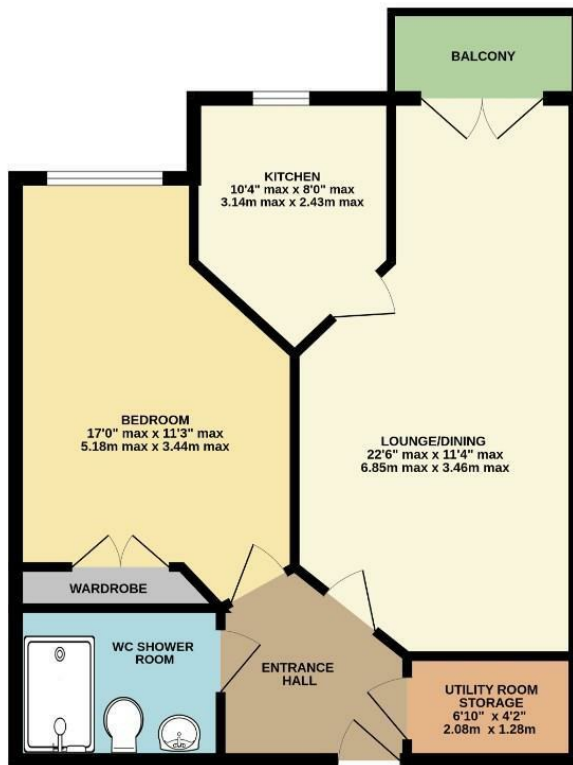 BALCONY
KITCHEN
10'4" max x 8'0" max
3.14m max x 2.43m max
BEDROOM
17'0" max x 11'3" max
5.18m max x 3.44m max
LOUNGE/DINING
22'6" max x 11'4" max
6.85m max x 3.46m max
WARDROBE
WC SHOWER
ROOM
ENTRANCE
HALL
UTILITY ROOM
STORAGE
6'10" x 4'2"
2.08m x 1.28m